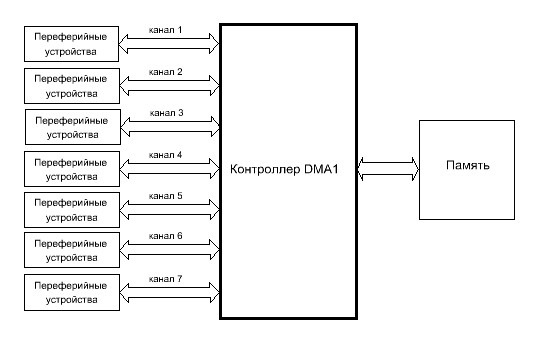 Переферийные
устройства
канал 1
Переферийные
устройства
канал 2
Переферийные
устройства
канал 3
Переферийные
устройства
канал 4
Переферийные
устройства
канал 5
Переферийные
устройства
канал 6
Переферийные
устройства
канал 7
Контроллер DMA1
Память